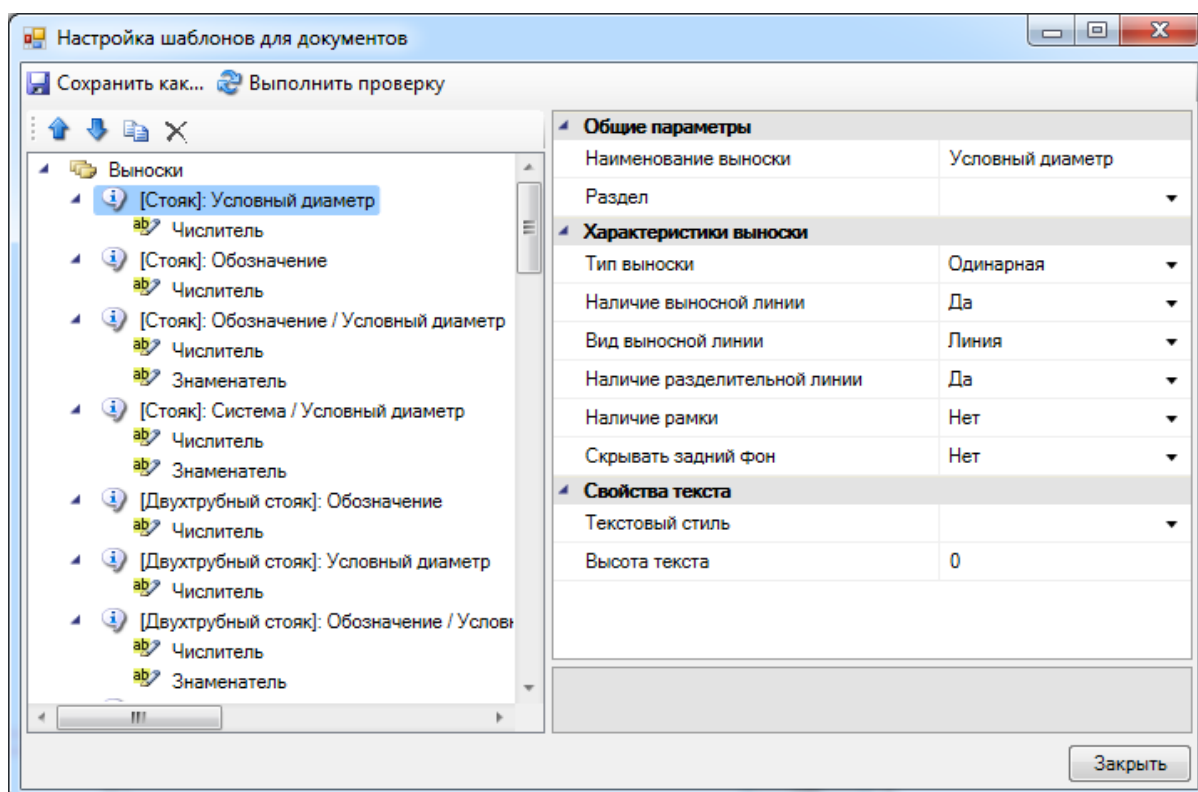 Настройка шаблонов для документов
Сохранить как... Выполнить проверку
Выноски
[Стояк]: Условный диаметр
Числитель
[Стояк]: Обозначение
Числитель
[Стояк]: Обозначение / Условный диаметр
Числитель
Знаменатель
[Стояк]: Система / Условный диаметр
Числитель
Знаменатель
[Двухтрубный стояк]: Обозначение
Числитель
[Двухтрубный стояк]: Условный диаметр
Числитель
[Двухтрубный стояк]: Обозначение / Услов
Числитель
Знаменатель
Общие параметры
Наименование выноски Условный диаметр
Раздел
Характеристики выноски
Тип выноски Одинарная
Наличие выносной линии Да
Вид выносной линии Линия
Наличие разделительной линии Да
Наличие рамки Нет
Скрывать задний фон Нет
Свойства текста
Текстовый стиль
Высота текста 0
Закрыть